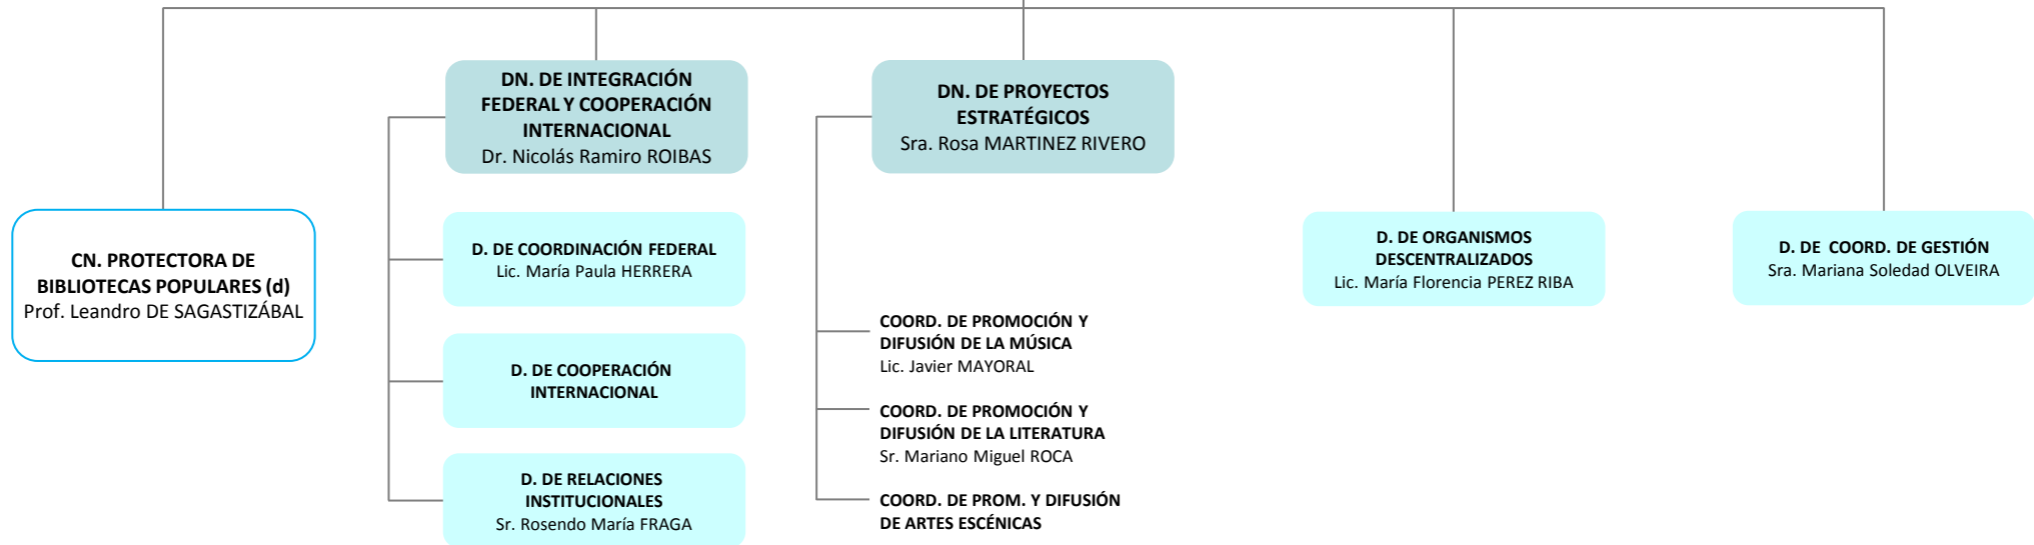 DN. DE INTEGRACIÓN
FEDERAL Y COOPERACIÓN
INTERNACIONAL
Dr. Nicolás Ramiro ROIBAS
DN. DE PROYECTOS
ESTRATÉGICOS
Sra. Rosa MARTINEZ RIVERO
CN. PROTECTORA DE
BIBLIOTECAS POPULARES (d)
Prof. Leandro DE SAGASTIZÁBAL
D. DE COORDINACIÓN FEDERAL
Lic. María Paula HERRERA
D. DE COOPERACIÓN
INTERNACIONAL
D. DE RELACIONES
INSTITUCIONALES
Sr. Rosendo María FRAGA
COORD. DE PROMOCIÓN Y
DIFUSIÓN DE LA MÚSICA
Lic. Javier MAYORAL
COORD. DE PROMOCIÓN Y
DIFUSIÓN DE LA LITERATURA
Sr. Mariano Miguel ROCA
COORD. DE PROM. Y DIFUSIÓN
DE ARTES ESCÉNICAS
D. DE ORGANISMOS
DESCENTRALIZADOS
Lic. María Florencia PEREZ RIBA
D. DE COORD. DE GESTIÓN
Sra. Mariana Soledad OLVEIRA